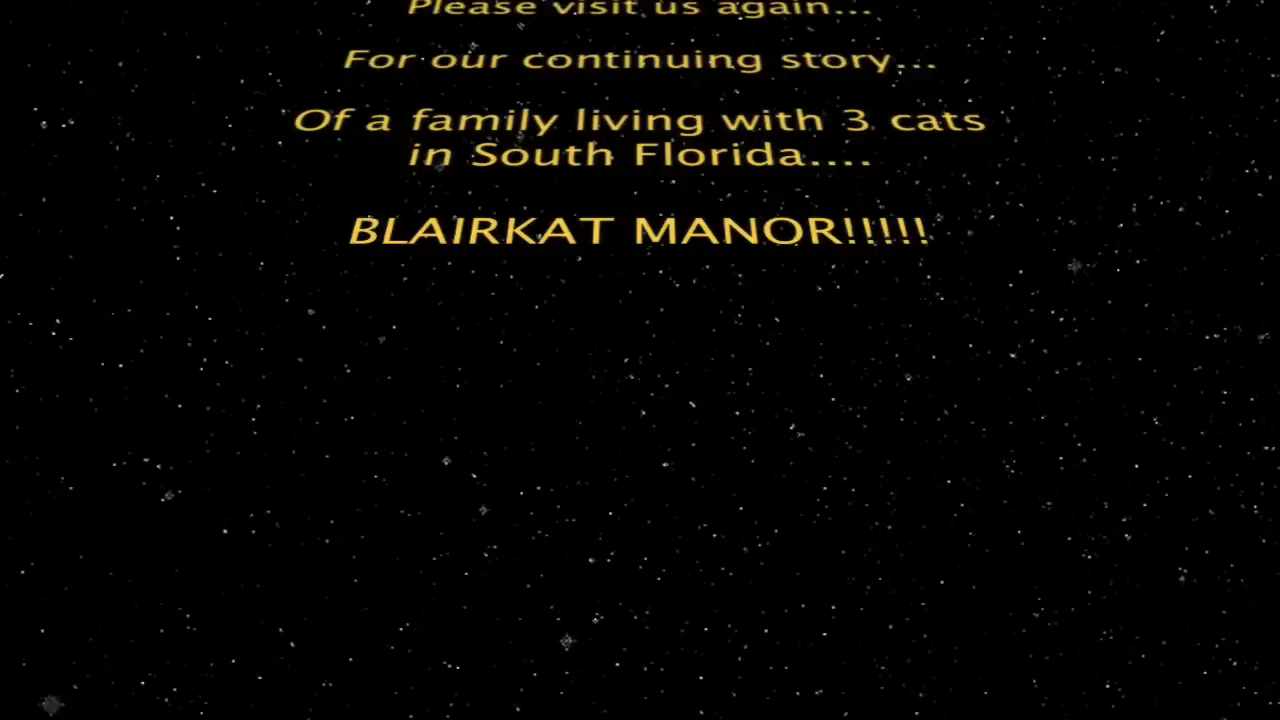 Please visit us again...
For our continuing story...
Of a family living with 3 cats
in South Florida....
BLAIRKAT MANOR!!!!!